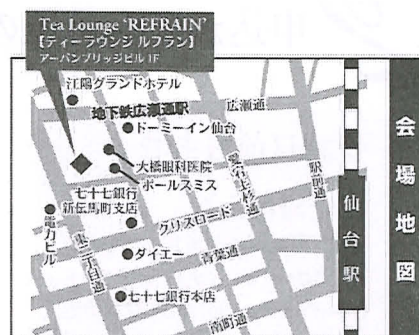 Tea Lounge ‘REFRAIN’
【ティーラウンジ ルフラン】
アーバンブリッジビル 1F
江陽グランドホテル
地下鉄広瀬通駅
広瀬通
ドーミーイン仙台
大橋眼科医院
ポールスミス
七十七銀行
新伝馬町支店
電力ビル
東二番丁通
クリスロード
愛宕上杉通
駅前通
ダイエー
青葉通
七十七銀行本店
南町通
仙台駅
会場地図